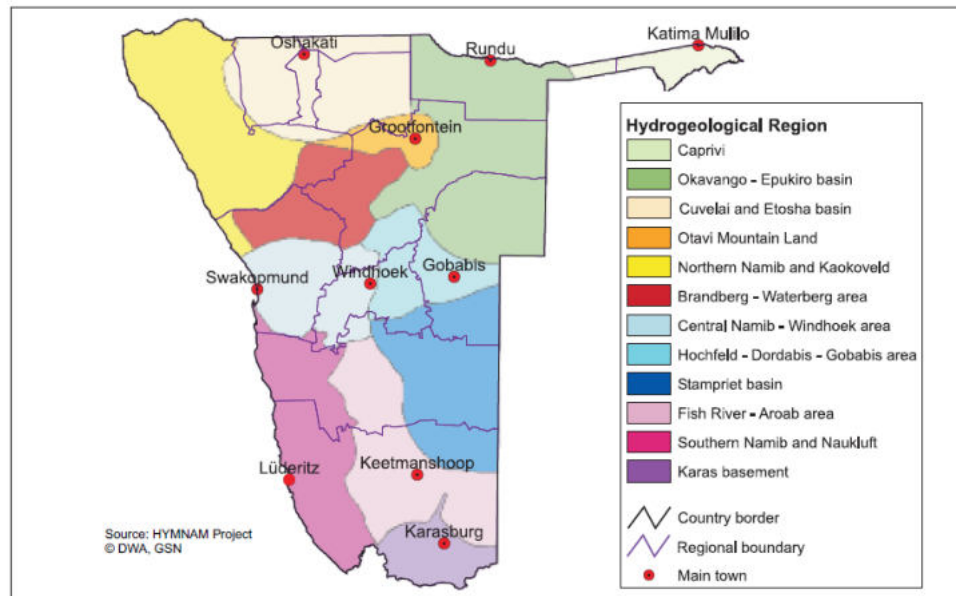 Oshakati
Rundu
Katima Mulilo
Grootfontein
Swakopmund
Windhoek
Gobabis
Lüderitz
Keetmanshoop
Karasburg
Source: HYMNAM Project
© DWA, GSN
Hydrogeological Region
Caprivi
Okavango - Epukiro basin
Cuvelai and Etosha basin
Otavi Mountain Land
Northern Namib and Kaokoveld
Brandberg - Waterberg area
Central Namib - Windhoek area
Hochfeld - Dordabis - Gobabis area
Stampriet basin
Fish River - Aroab area
Southern Namib and Naukluft
Karas basement
Country border
Regional boundary
Main town